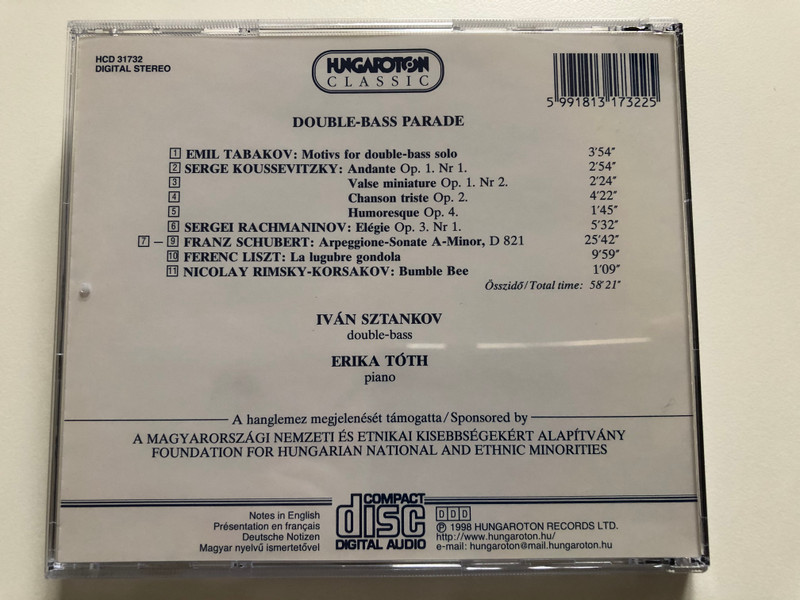 HCD 31732
DIGITAL STEREO
HUNGAROTON
CLASSIC
5 991813 173225
DOUBLE-BASS PARADE
1 EMIL TABAKOV: Motivs for double-bass solo 3'54"
2 SERGE KOUSSEVITZKY: Andante Op. 1. Nr 1. 2'54"
3 Valse miniature Op. 1. Nr 2. 2'24"
4 Chanson triste Op. 2. 4'22"
5 Humoresque Op. 4. 1'45"
6 SERGEI RACHMANINOV: Elégie Op. 3. Nr 1. 5'32"
7 – 9 FRANZ SCHUBERT: Arpeggione-Sonate A-Minor, D 821 25'42"
10 FERENC LISZT: La lugubre gondola 9'59"
11 NICOLAY RIMSKY-KORSAKOV: Bumble Bee 1'09"
Összidő/Total time: 58'21"
IVÁN SZTANKOV
double-bass
ERIKA TÓTH
piano
A hanglemez megjelenését támogatta/Sponsored by
A MAGYARORSZÁGI NEMZETI ÉS ETNIKAI KISEBBSÉGEKÉRT ALAPÍTVÁNY
FOUNDATION FOR HUNGARIAN NATIONAL AND ETHNIC MINORITIES
Notes in English
Présentation en français
Deutsche Notizen
Magyar nyelvű ismertetővel
COMPACT
disc
DIGITAL AUDIO
D D D
℗ 1998 HUNGAROTON RECORDS LTD.
http://www.hungaroton.hu/
e-mail: hungaroton@mail.hungaroton.hu